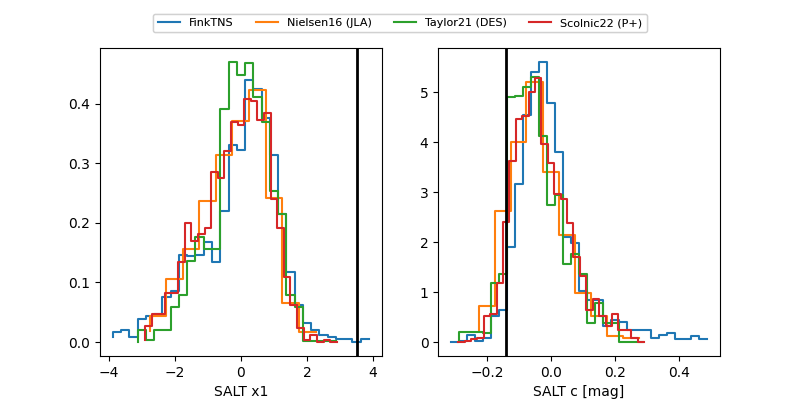 FinkTNS Nielsen16 (JLA) Taylor21 (DES) Scolnic22 (P+)
0.4
0.3
0.2
0.1
0.0
−4 −2 0 2 4
SALT x1
5
4
3
2
1
0
−0.2 0.0 0.2 0.4
SALT c [mag]